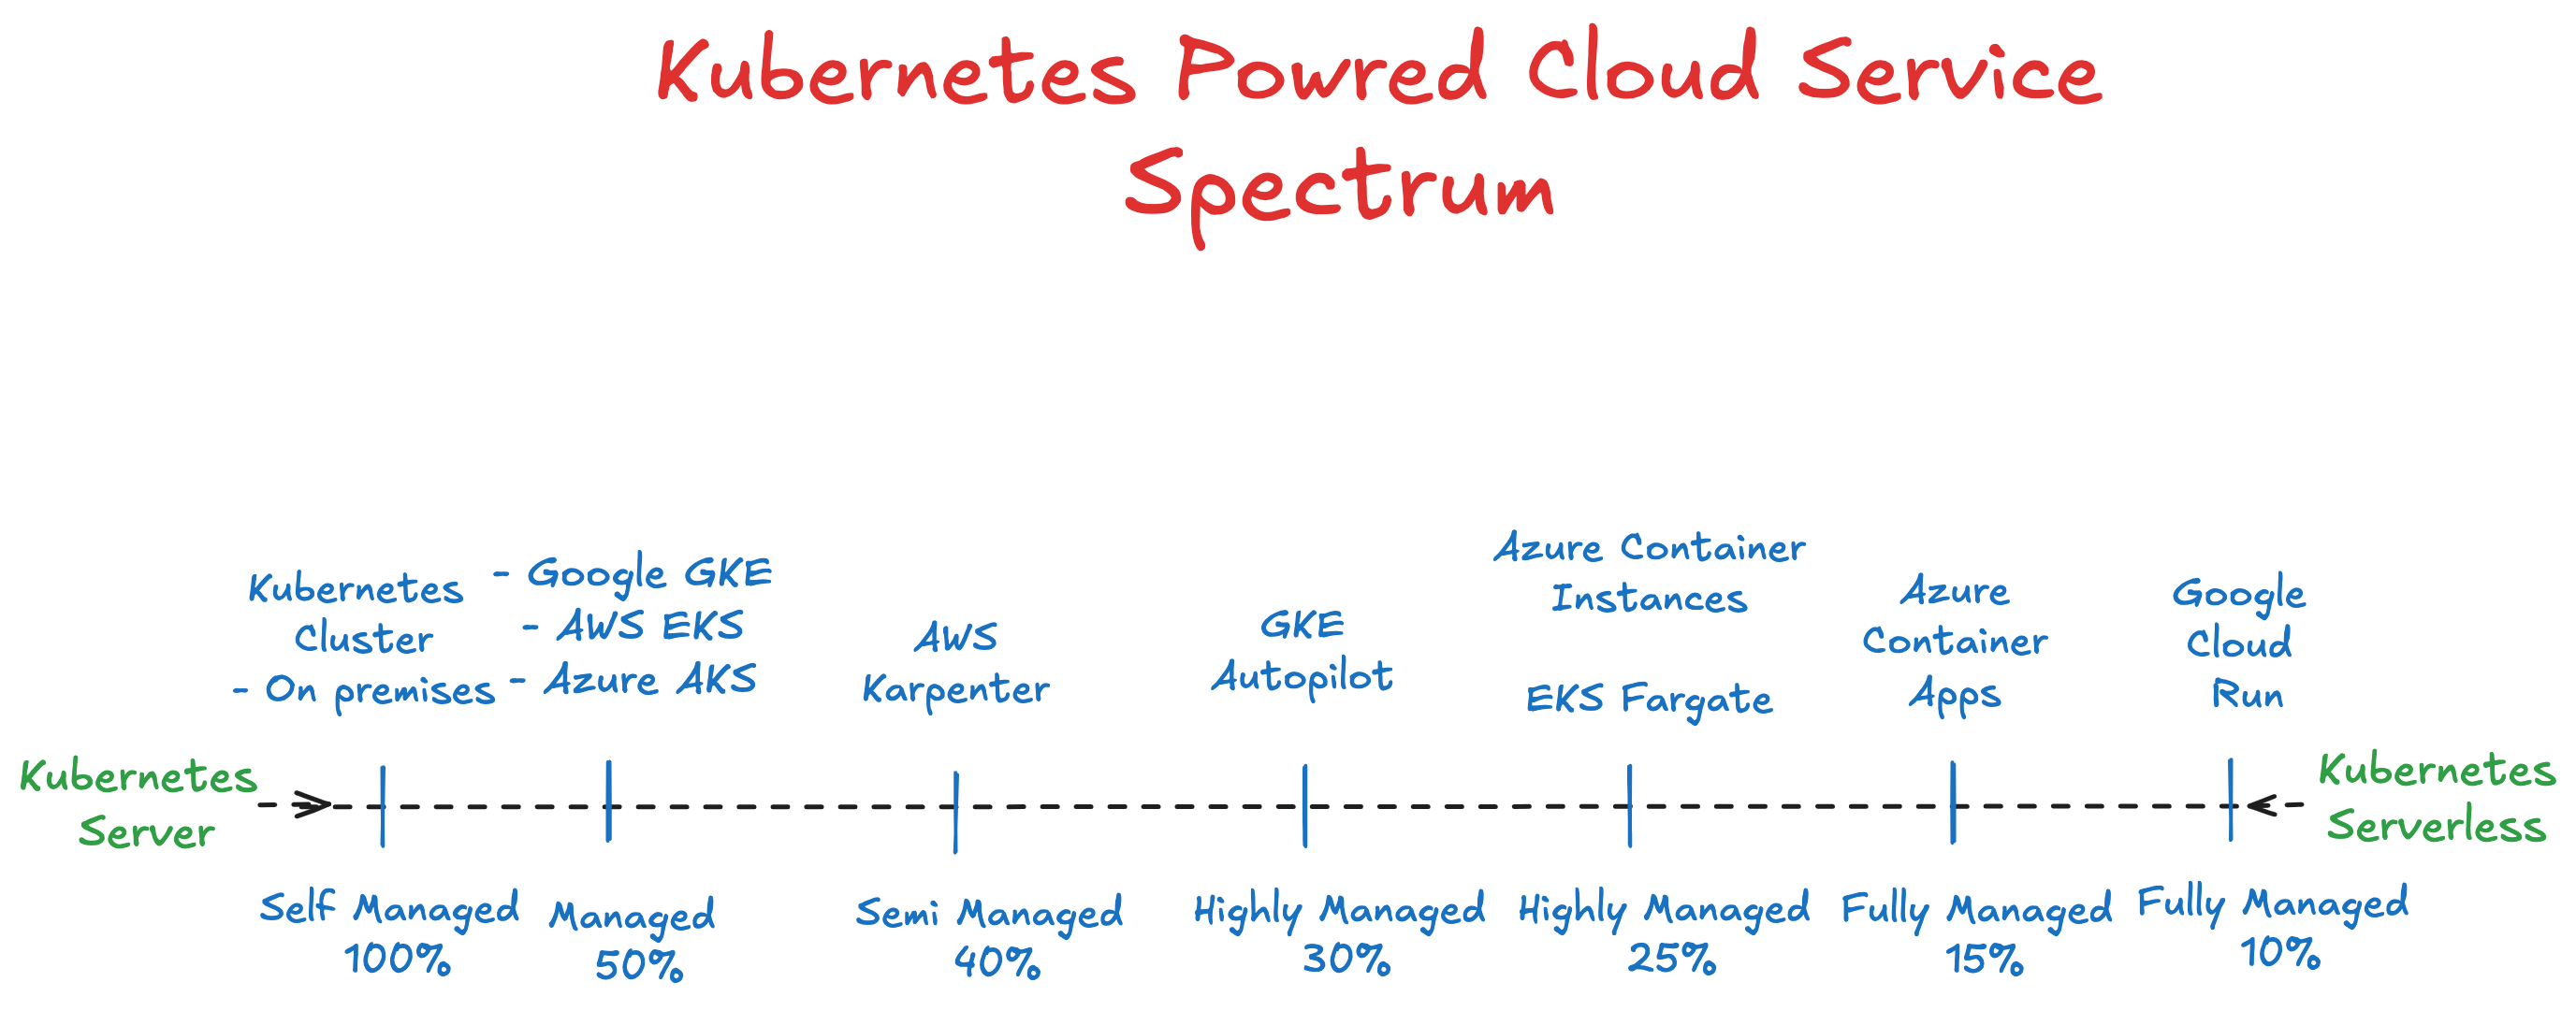 Kubernetes Powred Cloud Service
Spectrum
Kubernetes
Cluster
- On premises
- Google GKE
- AWS EKS
- Azure AKS
AWS
Karpenter
GKE
Autopilot
Azure Container
Instances
EKS Fargate
Azure
Container
Apps
Google
Cloud
Run
Kubernetes
Server
Kubernetes
Serverless
Self Managed
100%
Managed
50%
Semi Managed
40%
Highly Managed
30%
Highly Managed
25%
Fully Managed
15%
Fully Managed
10%